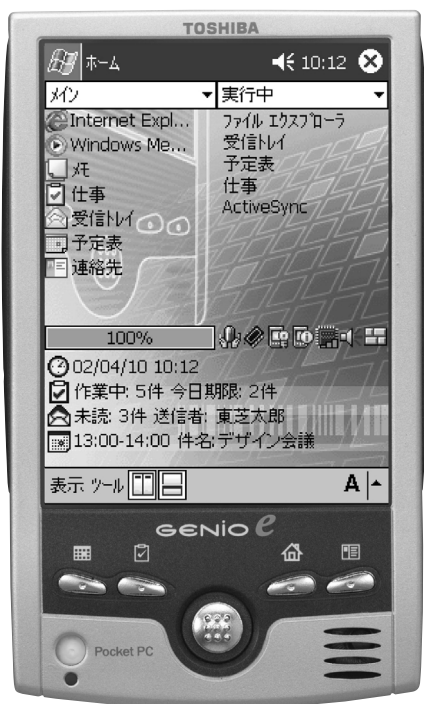 TOSHIBA
ホーム 10:12
メイン 実行中
Internet Expl...
Windows Me...
メモ
仕事
受信トレイ
予定表
連絡先
ファイル エクスプローラ
受信トレイ
予定表
仕事
ActiveSync
100%
02/04/10 10:12
作業中: 5件 今日期限: 2件
未読: 3件 送信者: 東芝太郎
13:00-14:00 件名:デザイン会議
表示 ツール A
GENIO e
Pocket PC